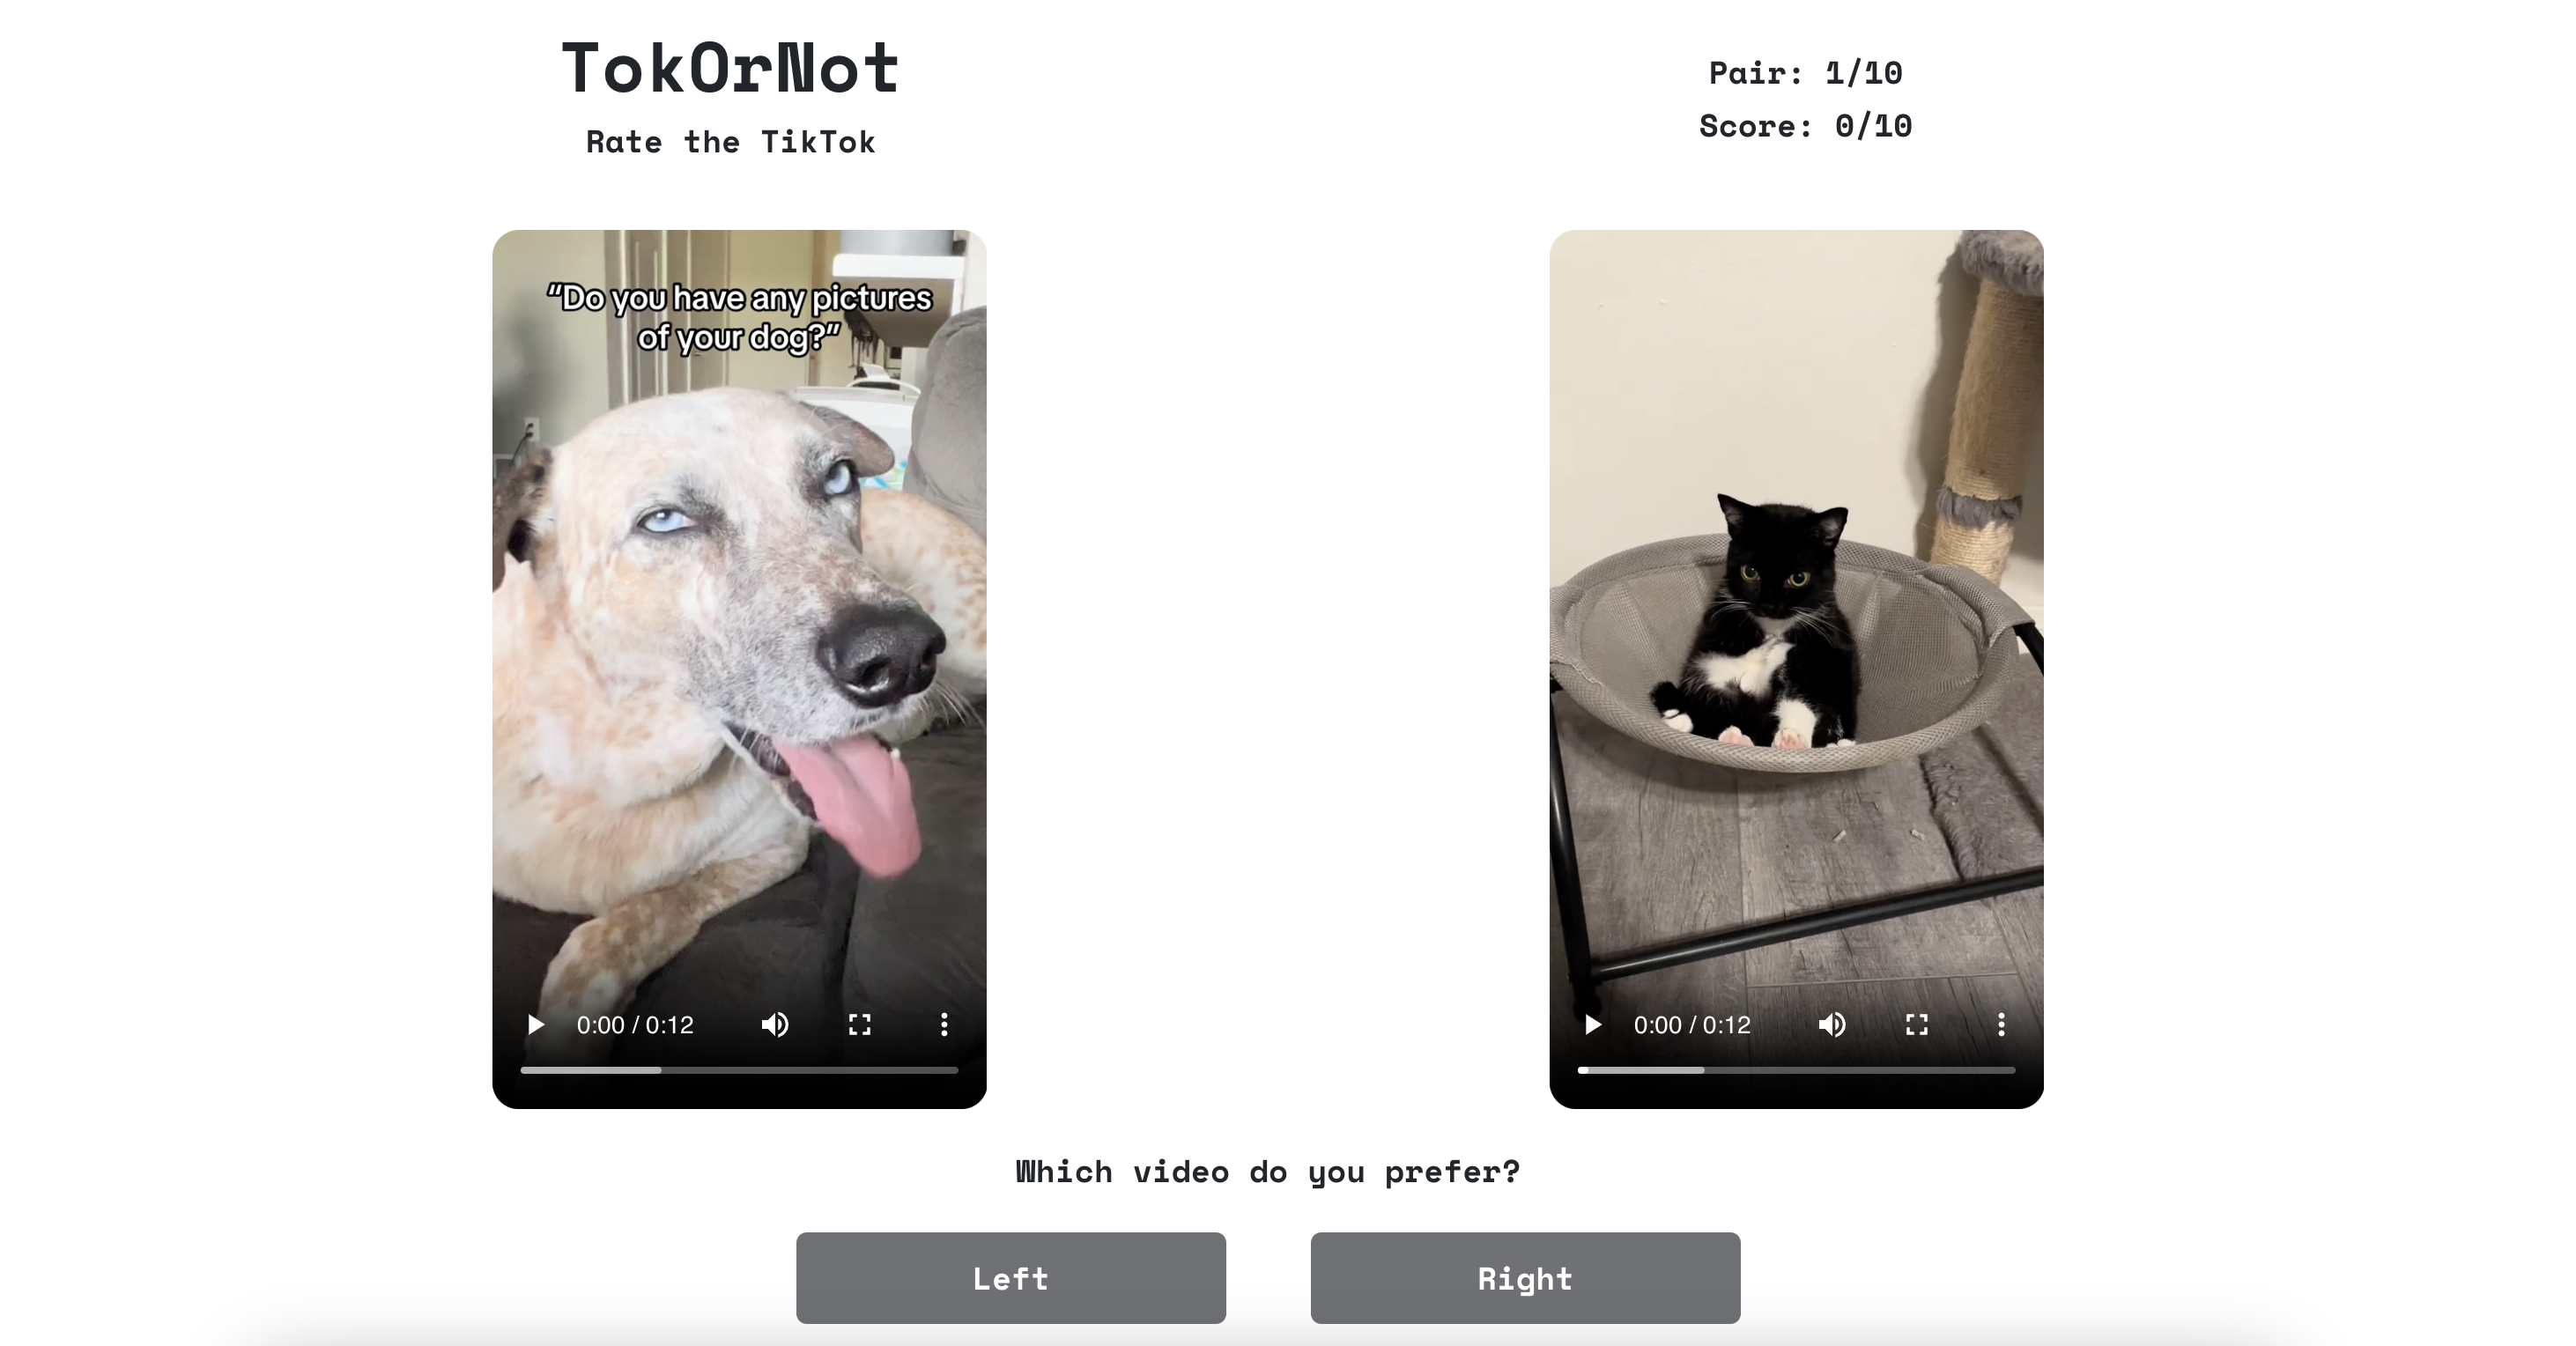 TokOrNot
Rate the TikTok
Pair: 1/10
Score: 0/10
"Do you have any pictures
of your dog?"
0:00 / 0:12
0:00 / 0:12
Which video do you prefer?
Left
Right